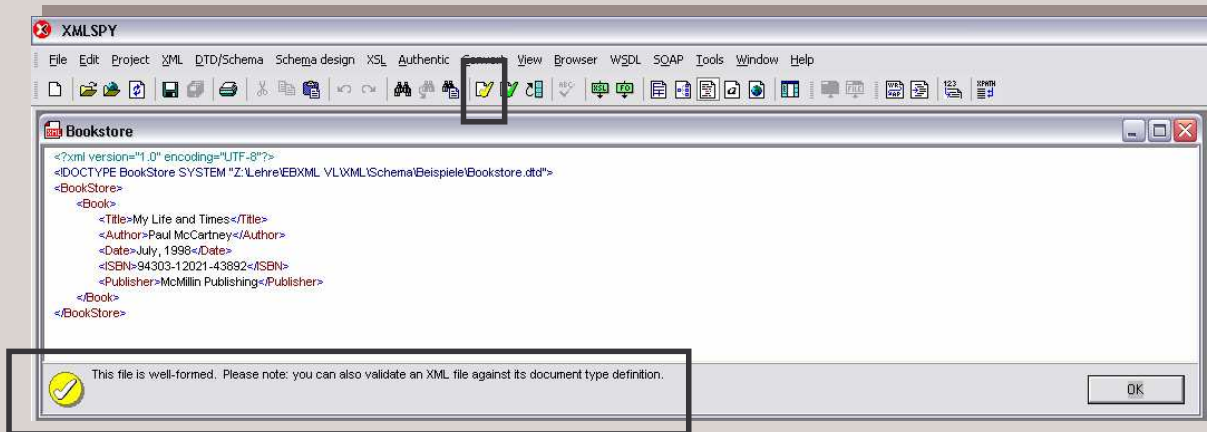 XMLSPY
File Edit Project XML DTD/Schema Schema design XSL Authentic Convert View Browser WSDL SOAP Tools Window Help
Bookstore
<?xml version="1.0" encoding="UTF-8"?>
<!DOCTYPE BookStore SYSTEM "Z:\Lehre\EBXML VL\XML\Schema\Beispiele\Bookstore.dtd">
<BookStore>
<Book>
<Title>My Life and Times</Title>
<Author>Paul McCartney</Author>
<Date>July, 1998</Date>
<ISBN>94303-12021-43892</ISBN>
<Publisher>McMillin Publishing</Publisher>
</Book>
</BookStore>
This file is well-formed. Please note: you can also validate an XML file against its document type definition.
OK